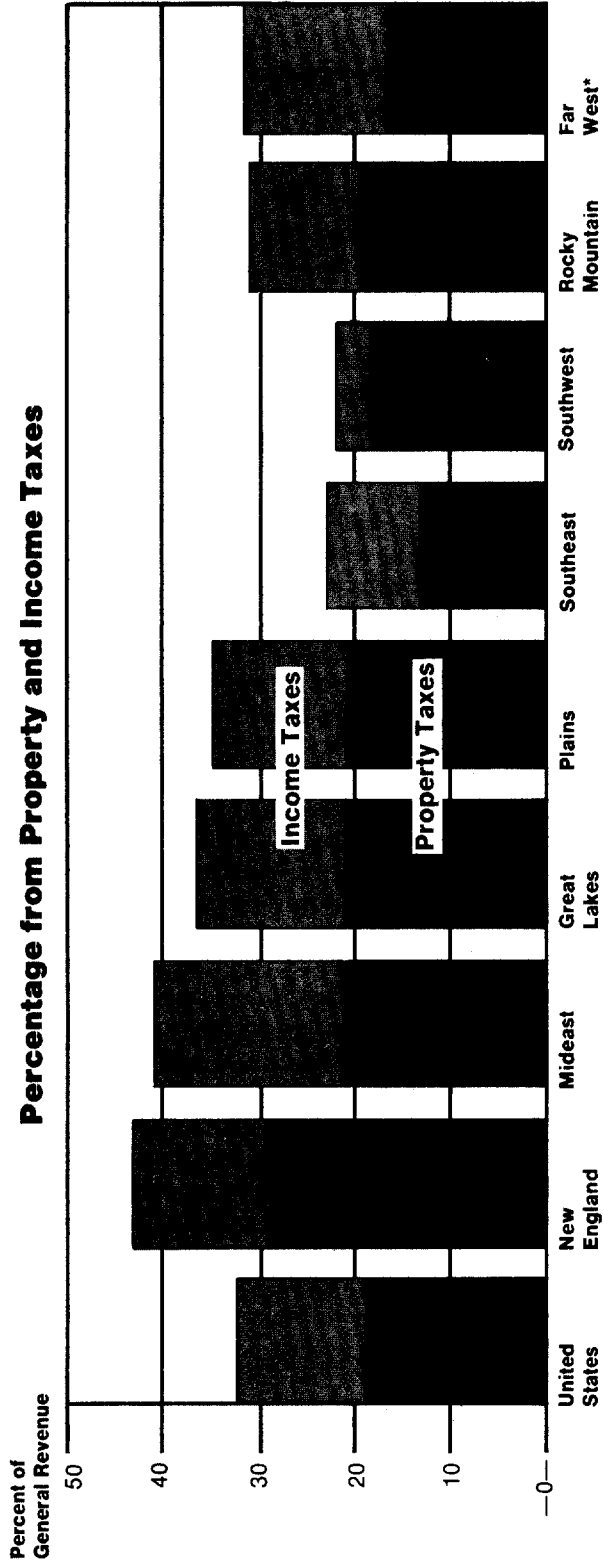 Percentage from Property and Income Taxes
Percent of
General Revenue
50
40
30
20
10
—0—
Income Taxes
Property Taxes
United
States
New
England
Mideast
Great
Lakes
Plains
Southeast
Southwest
Rocky
Mountain
Far
West*